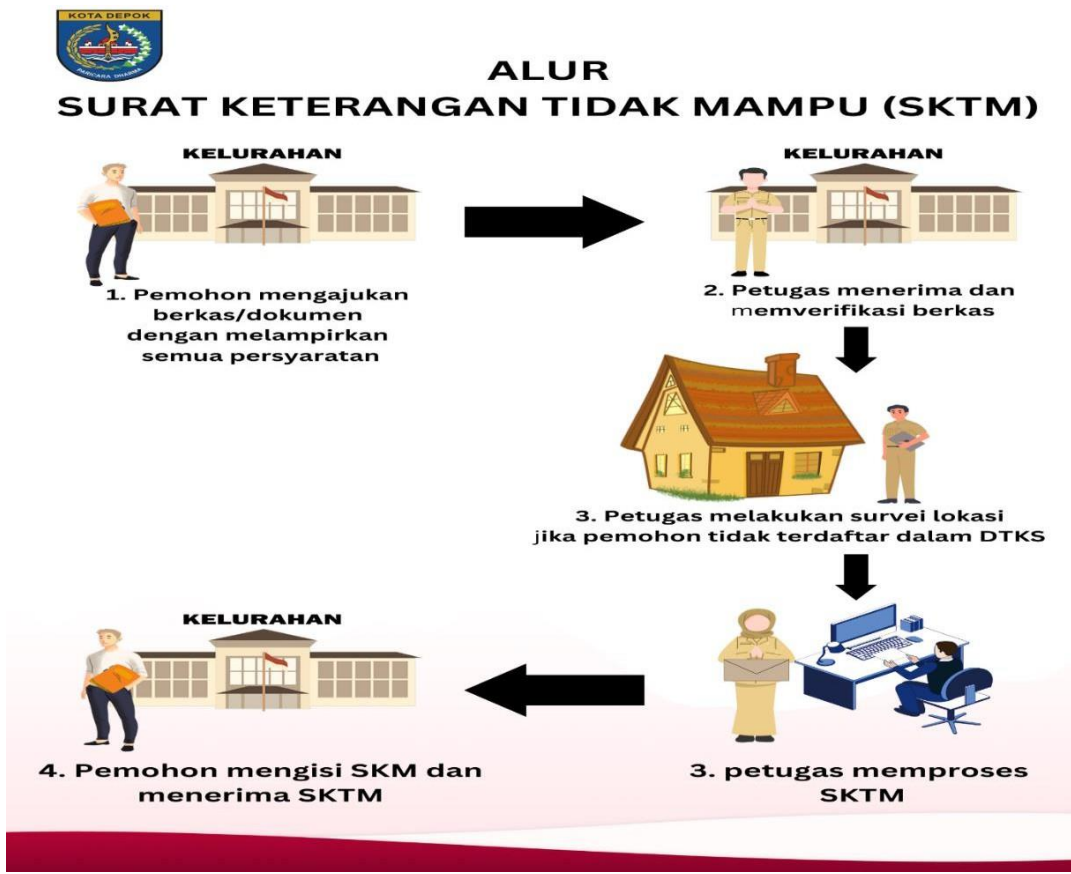 KOTA DEPOK
PARICARA DHARMA
ALUR
SURAT KETERANGAN TIDAK MAMPU (SKTM)
KELURAHAN
1. Pemohon mengajukan
berkas/dokumen
dengan melampirkan
semua persyaratan
KELURAHAN
2. Petugas menerima dan
memverifikasi berkas
3. Petugas melakukan survei lokasi
jika pemohon tidak terdaftar dalam DTKS
3. petugas memproses
SKTM
KELURAHAN
4. Pemohon mengisi SKM dan
menerima SKTM